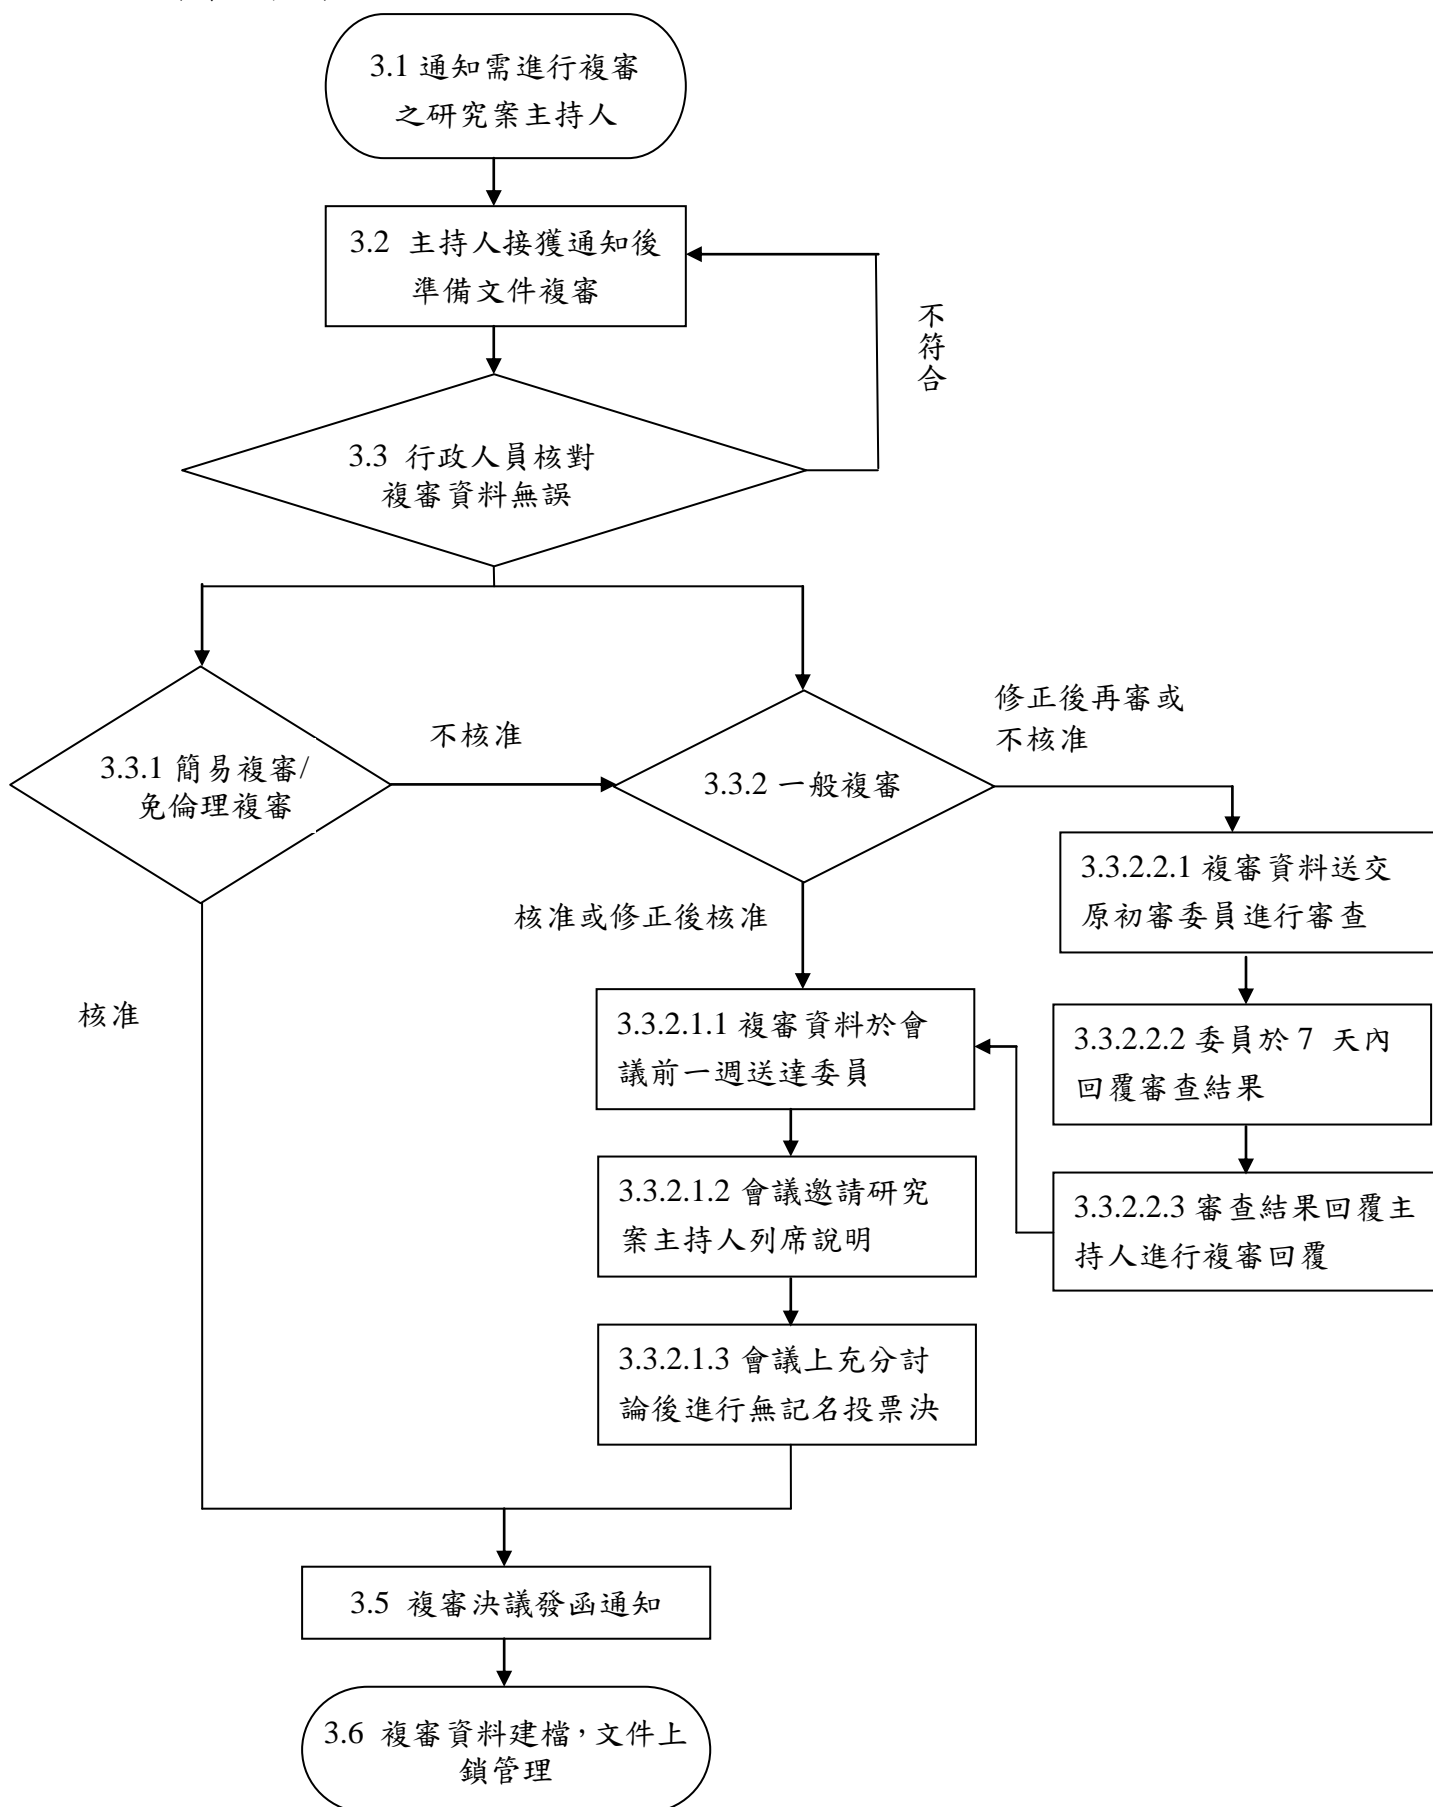 3.1 通知需進行複審
之研究案主持人
3.2 主持人接獲通知後
準備文件複審
不
符
合
3.3 行政人員核對
複審資料無誤
修正後再審或
不核准
不核准
3.3.1 簡易複審/
免倫理複審
3.3.2 一般複審
3.3.2.2.1 複審資料送交
原初審委員進行審查
核准或修正後核准
核准
3.3.2.1.1 複審資料於會
議前一週送達委員
3.3.2.2.2 委員於 7 天內
回覆審查結果
3.3.2.1.2 會議邀請研究
案主持人列席說明
3.3.2.2.3 審查結果回覆主
持人進行複審回覆
3.3.2.1.3 會議上充分討
論後進行無記名投票決
3.5 複審決議發函通知
3.6 複審資料建檔，文件上
鎖管理